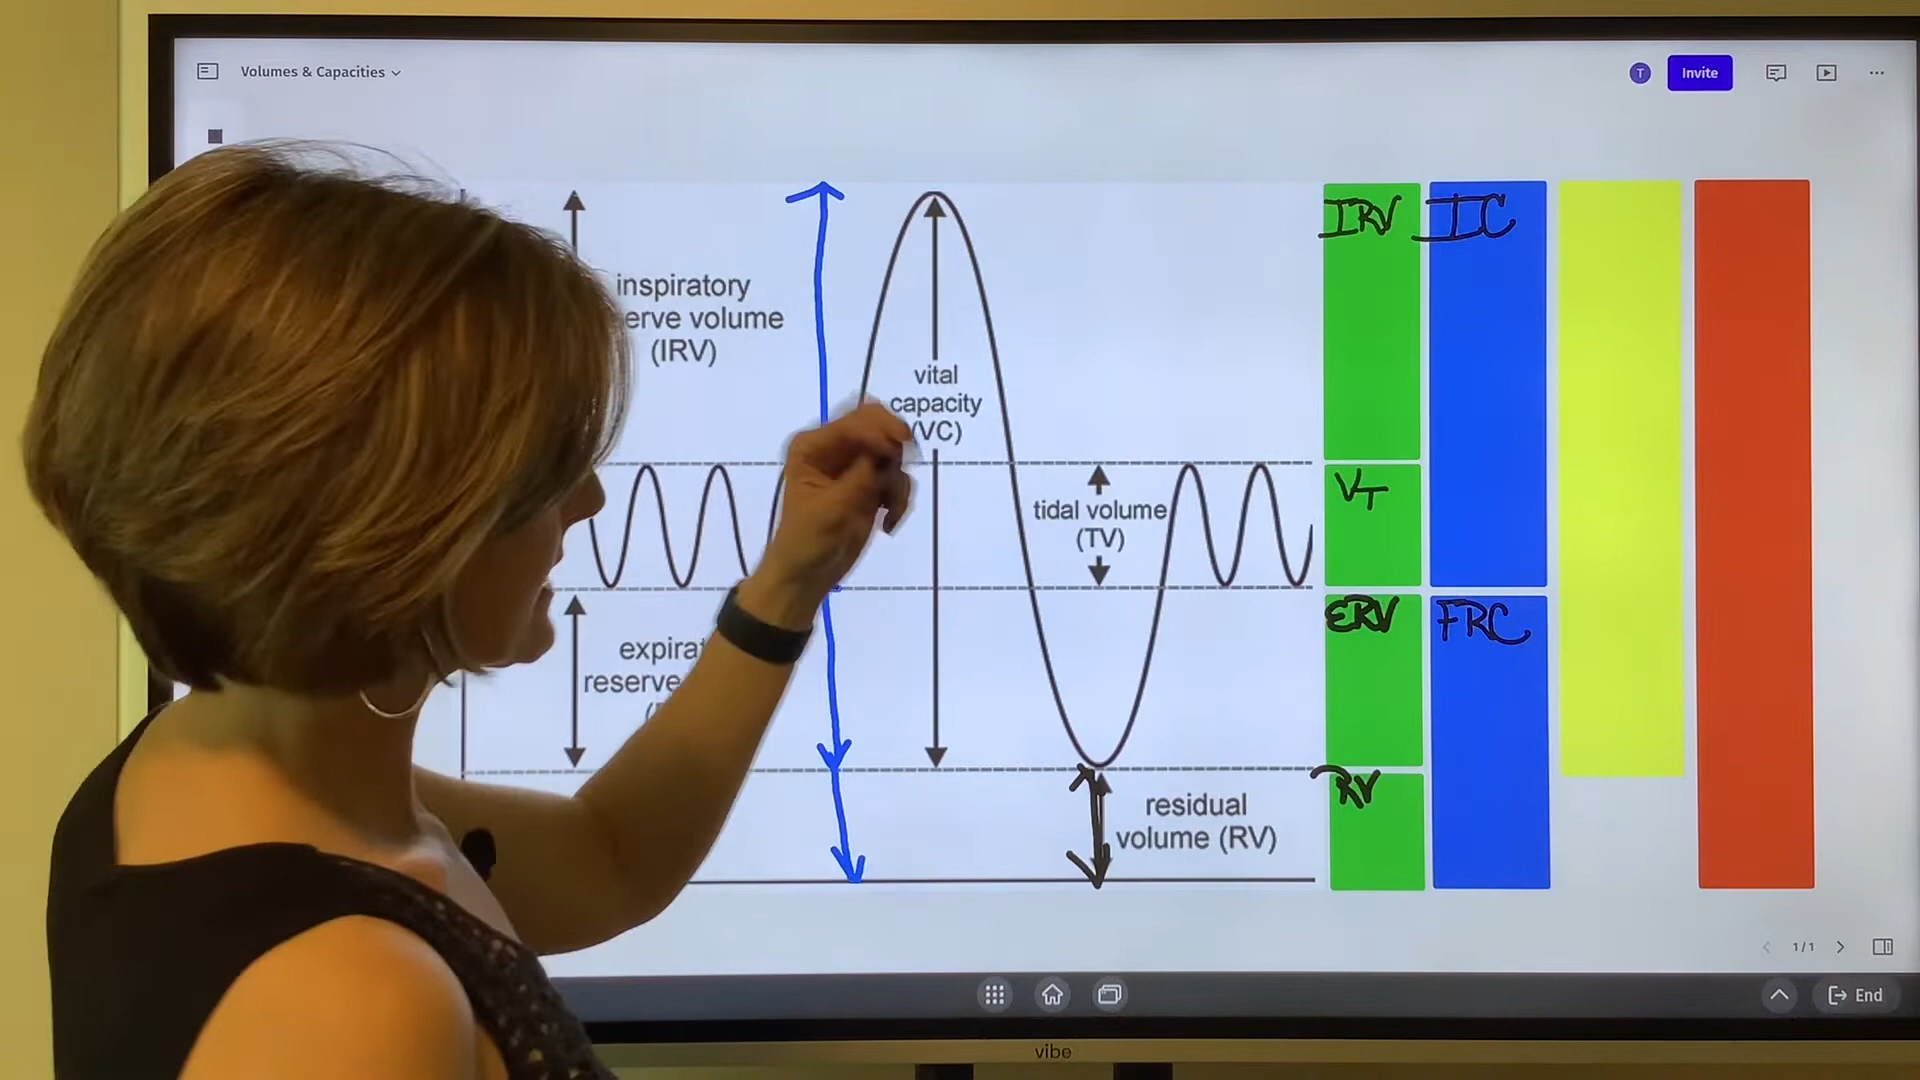 Volumes & Capacities
T
Invite
inspiratory
erve volume
(IRV)
vital
capacity
(VC)
tidal volume
(TV)
reserve
residual
volume (RV)
IRV
IC
VT
ERV
FRC
RV
1/1
End
vibe